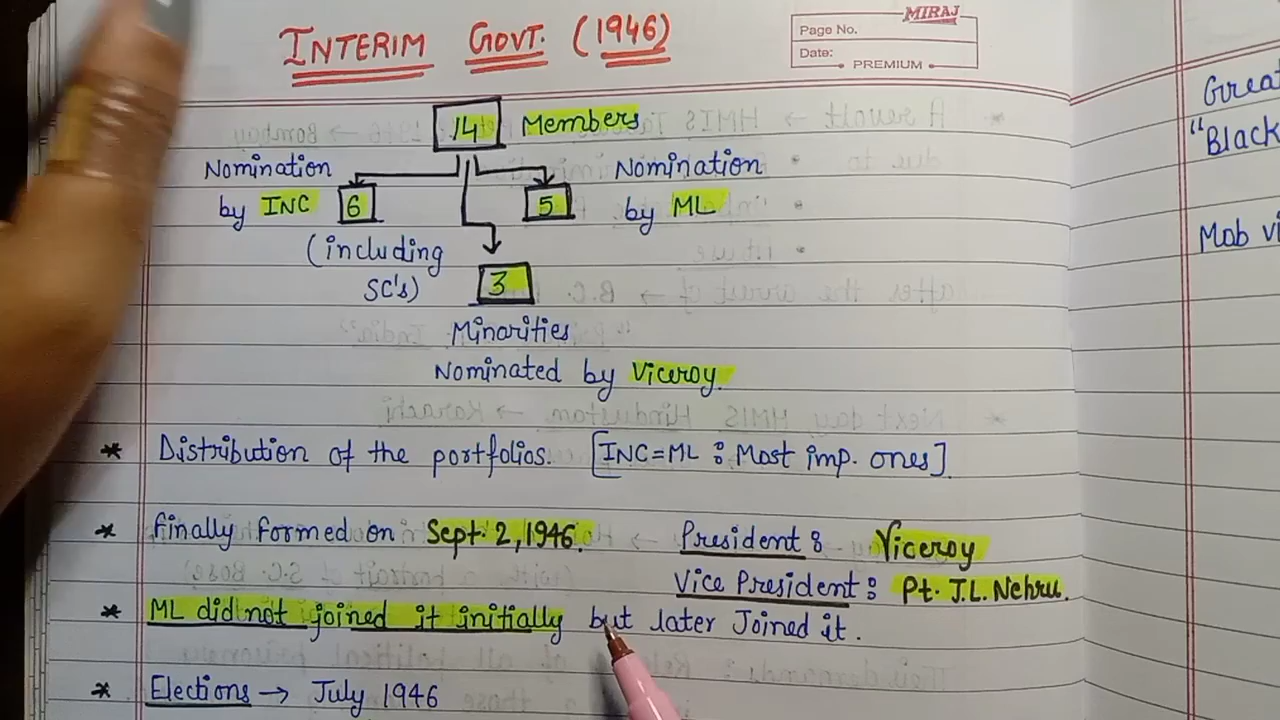 INTERIM GOVT. (1946)
MIRAJ
Page No.
Date:
PREMIUM
14 Members
Nomination by INC 6
(including SC's)
5 Nomination by ML
3
Minorities
Nominated by Viceroy.
* Distribution of the portfolios. [INC=ML : Most imp. ones]
* Finally formed on Sept. 2, 1946. President : Viceroy
Vice President : Pt. J.L. Nehru.
* ML did not joined it initially but later Joined it.
* Elections → July 1946
Great
"Black
Mob vi